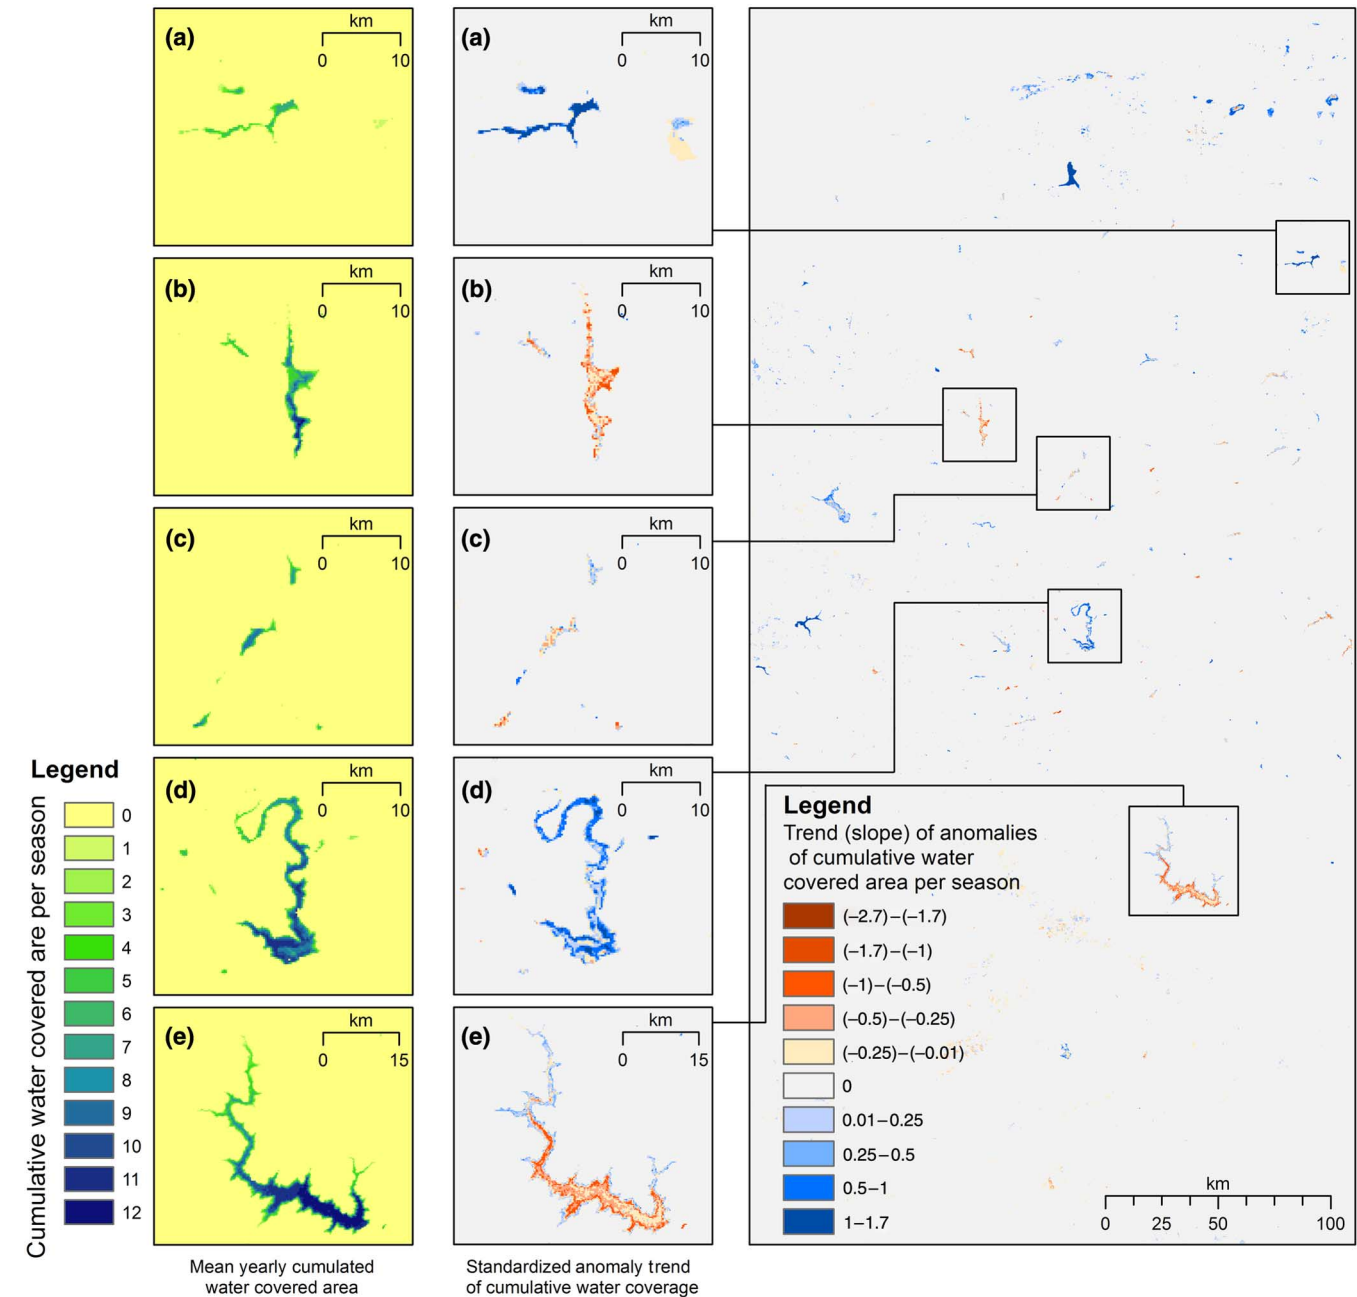 (a)
km
0 10
(a)
km
0 10
(b)
km
0 10
(b)
km
0 10
(c)
km
0 10
(c)
km
0 10
(d)
km
0 10
(d)
km
0 10
(e)
km
0 15
(e)
km
0 15
Legend
Cumulative water covered are per season
0
1
2
3
4
5
6
7
8
9
10
11
12
Mean yearly cumulated
water covered area
Standardized anomaly trend
of cumulative water coverage
Legend
Trend (slope) of anomalies
of cumulative water
covered area per season
(−2.7)−(−1.7)
(−1.7)−(−1)
(−1)−(−0.5)
(−0.5)−(−0.25)
(−0.25)−(−0.01)
0
0.01−0.25
0.25−0.5
0.5−1
1−1.7
km
0 25 50 100